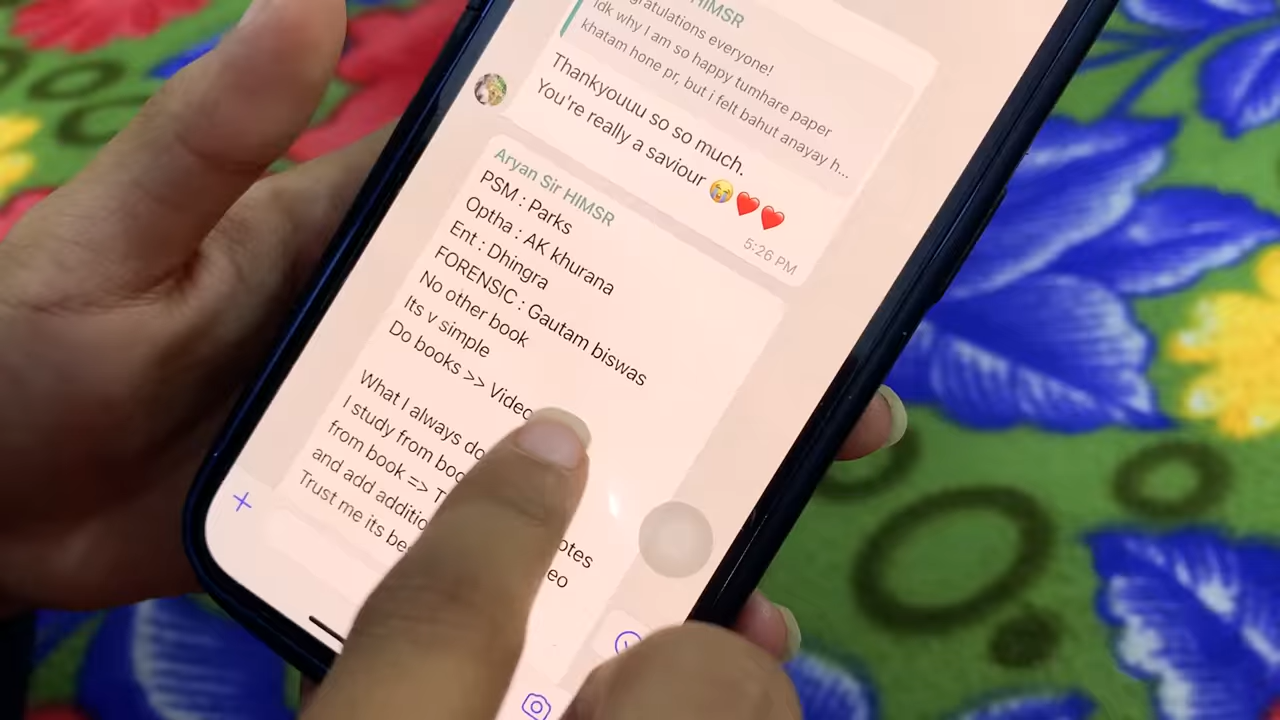 HIMSR
gratulations everyone!
Idk why I am so happy tumhare paper
khatam hone pr, but i felt bahut anayay h...
Thankyouuu so so much.
You're really a saviour 😭❤️❤️
5:26 PM
Aryan Sir HIMSR
PSM : Parks
Optha : AK khurana
Ent : Dhingra
FORENSIC : Gautam biswas
No other book
Its v simple
Do books >> Video
What I always do
I study from boo
from book => T otes
and add additio eo
Trust me its be